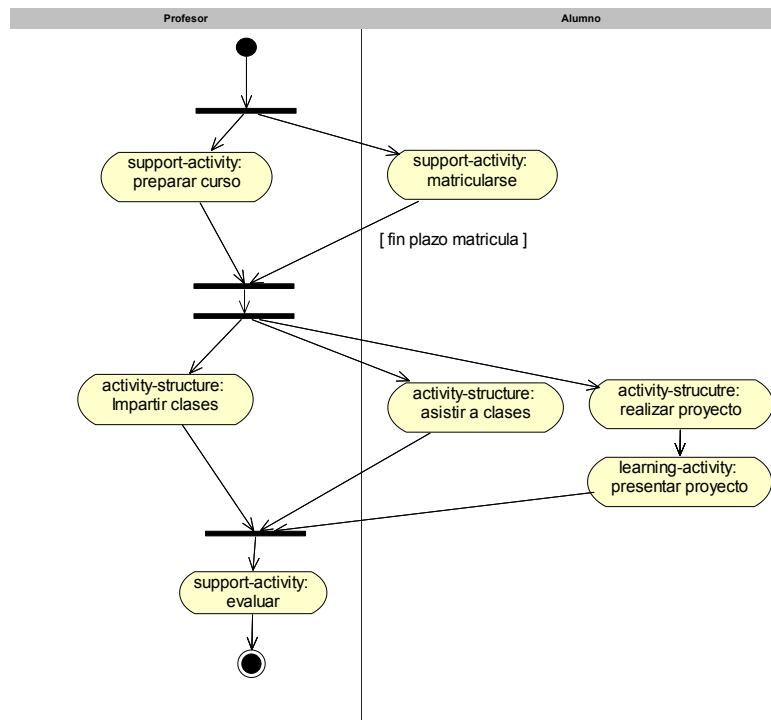 Profesor
Alumno
support-activity:
preparar curso
support-activity:
matricularse
[ fin plazo matricula ]
activity-structure:
Impartir clases
activity-structure:
asistir a clases
activity-strucutre:
realizar proyecto
learning-activity:
presentar proyecto
support-activity:
evaluar